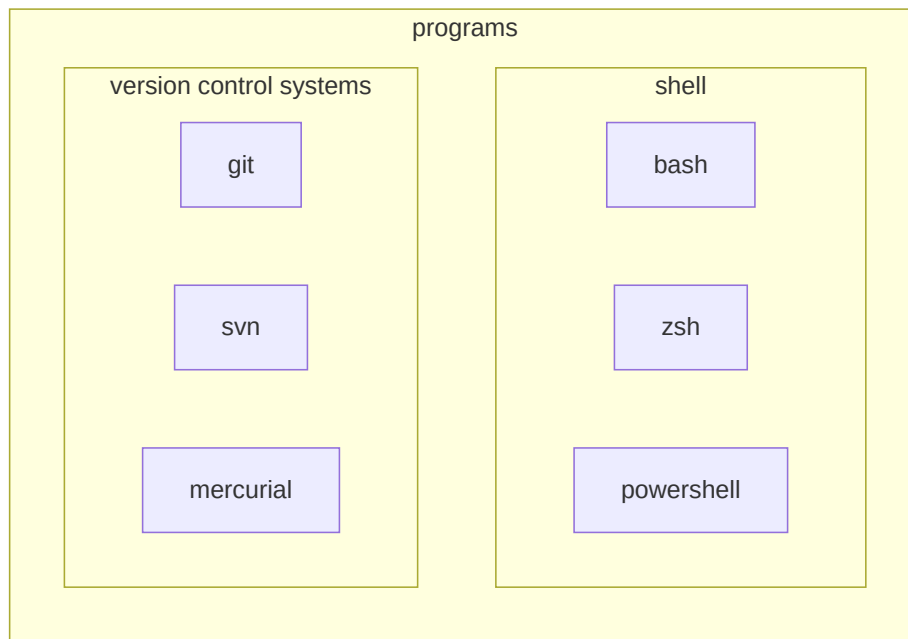 programs
version control systems
git
svn
mercurial
shell
bash
zsh
powershell